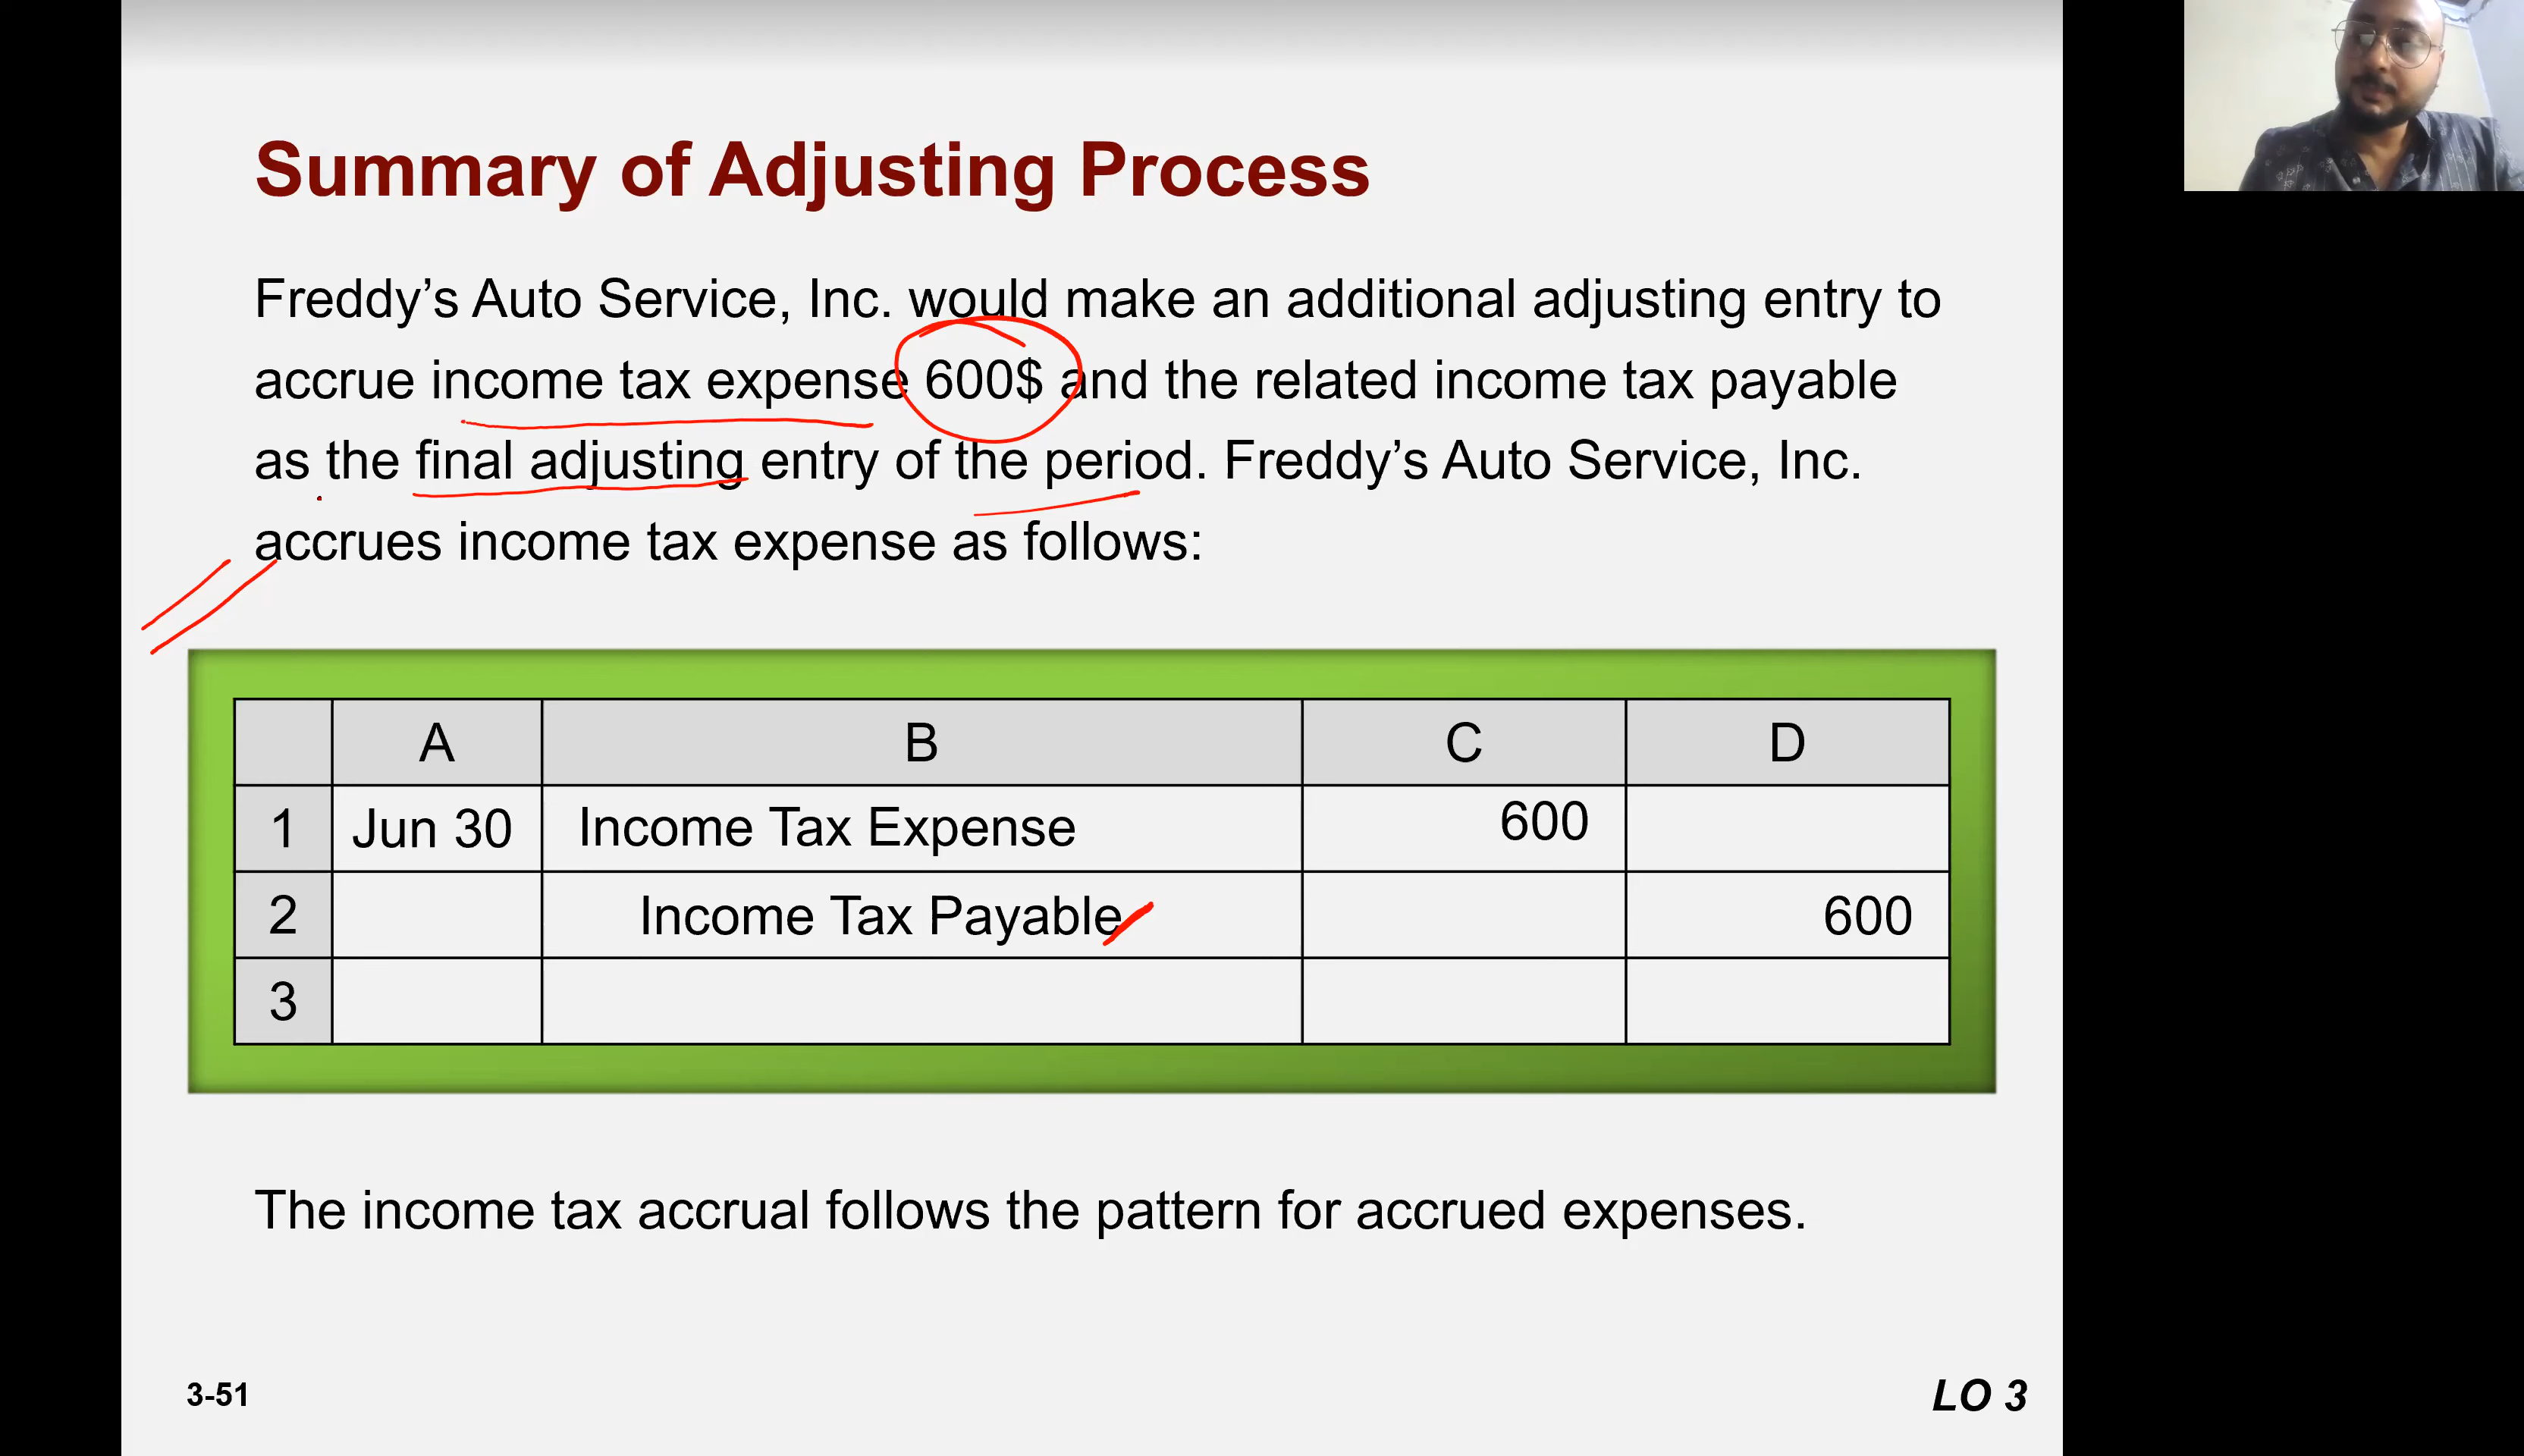 Summary of Adjusting Process
Freddy’s Auto Service, Inc. would make an additional adjusting entry to
accrue income tax expense 600$ and the related income tax payable
as the final adjusting entry of the period. Freddy’s Auto Service, Inc.
accrues income tax expense as follows:
A B C D
1 Jun 30 Income Tax Expense 600
2 Income Tax Payable 600
3
The income tax accrual follows the pattern for accrued expenses.
3-51 LO 3